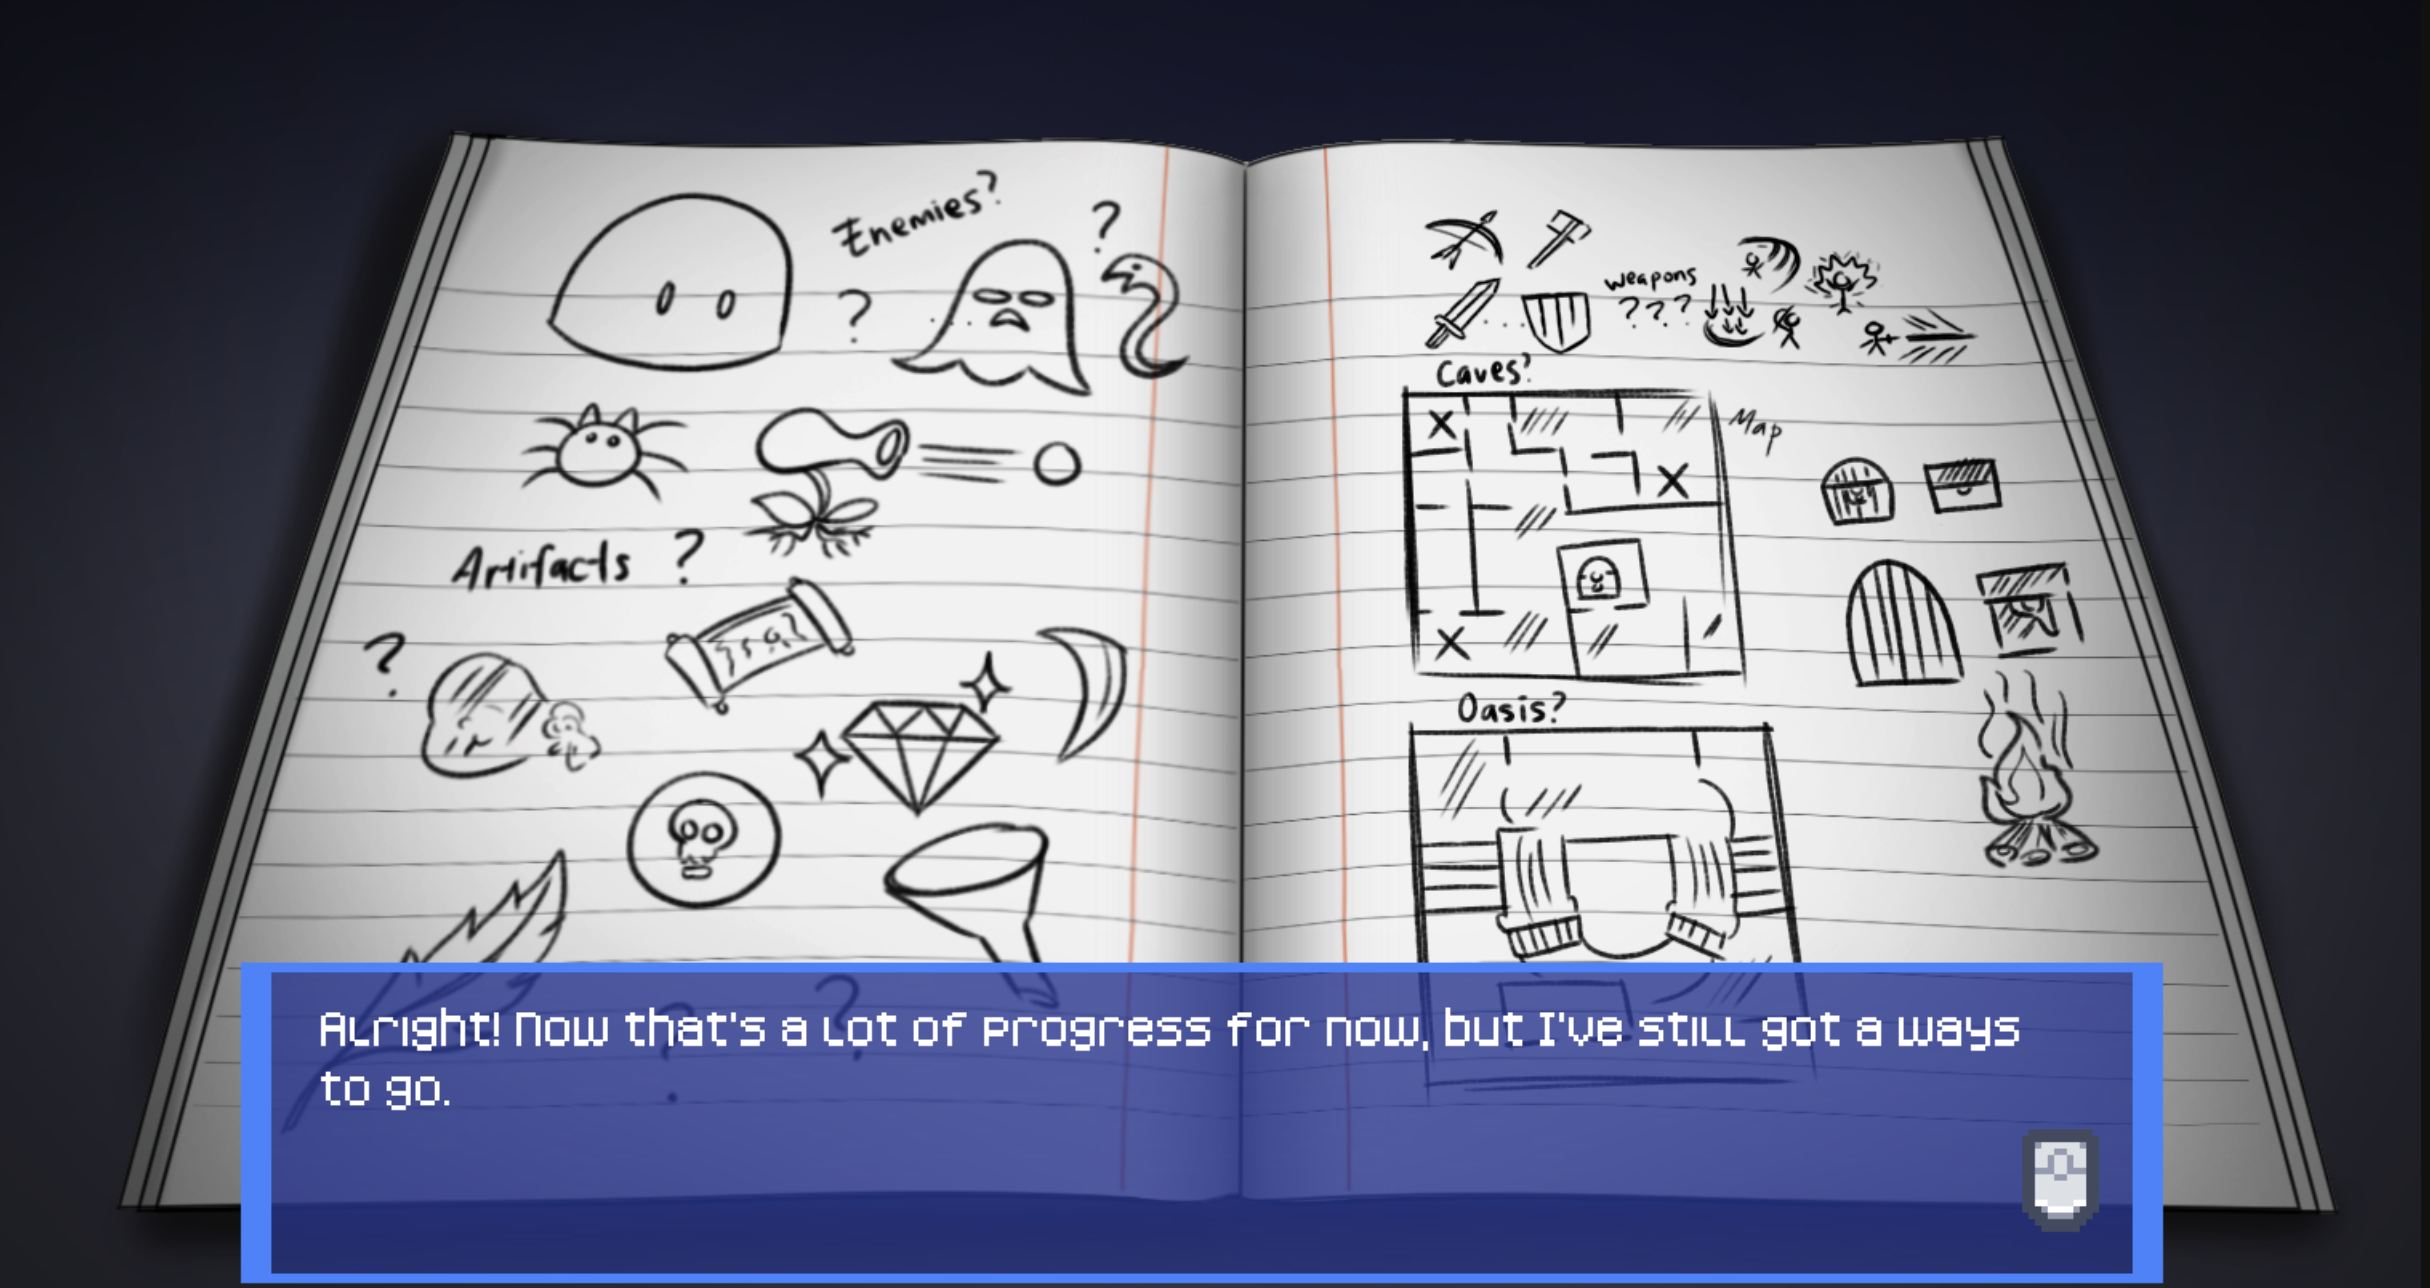 Enemies?
?
?
Artifacts ?
?
? ?
weapons
???
Caves?
Map
Oasis?
Alright! Now that's a lot of progress for now, but I've still got a ways
to go.